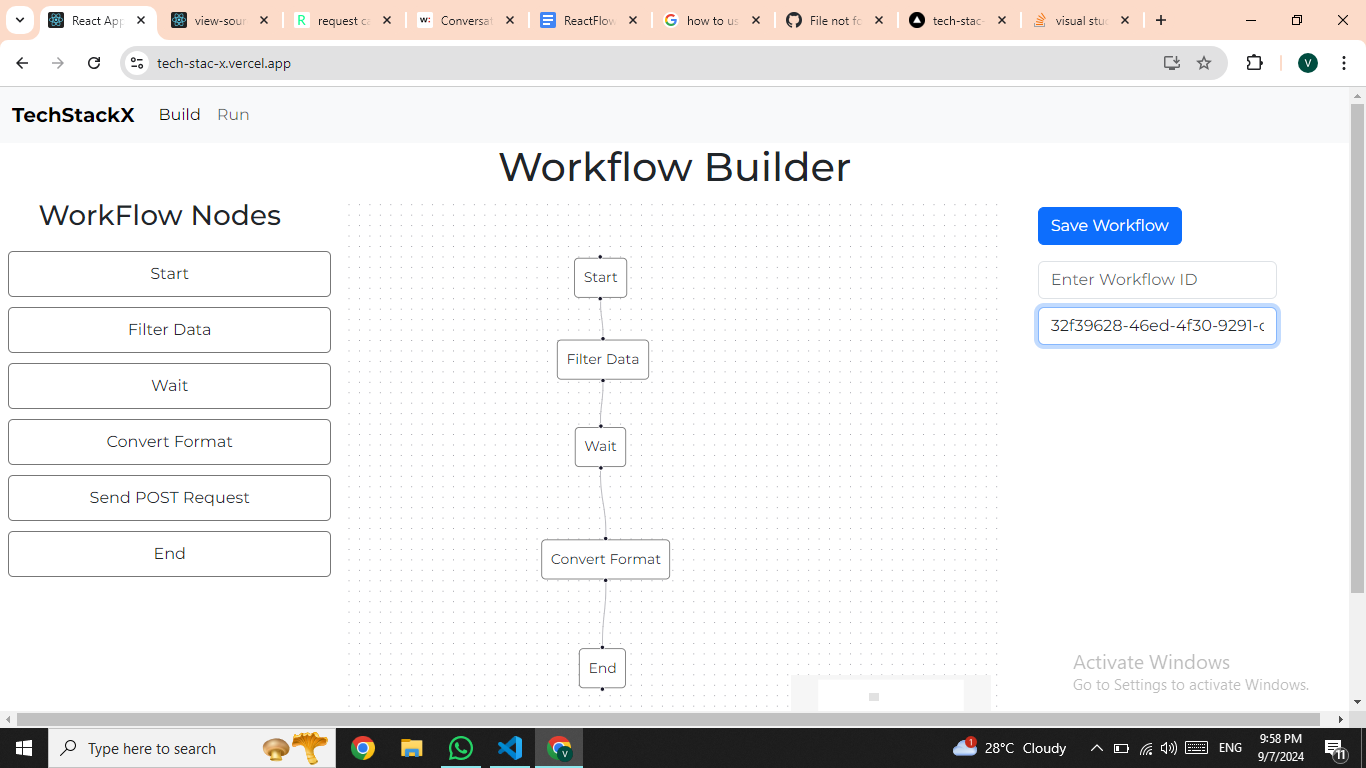 React App
view-sour
request ca
Conversat
ReactFlow
how to us
File not fo
tech-stac
visual stud
tech-stac-x.vercel.app
V
TechStackX
Build
Run
Workflow Builder
WorkFlow Nodes
Start
Filter Data
Wait
Convert Format
Send POST Request
End
Start
Filter Data
Wait
Convert Format
End
Save Workflow
Enter Workflow ID
32f39628-46ed-4f30-9291-c
Activate Windows
Go to Settings to activate Windows.
Type here to search
28°C Cloudy
ENG
9:58 PM
9/7/2024
11